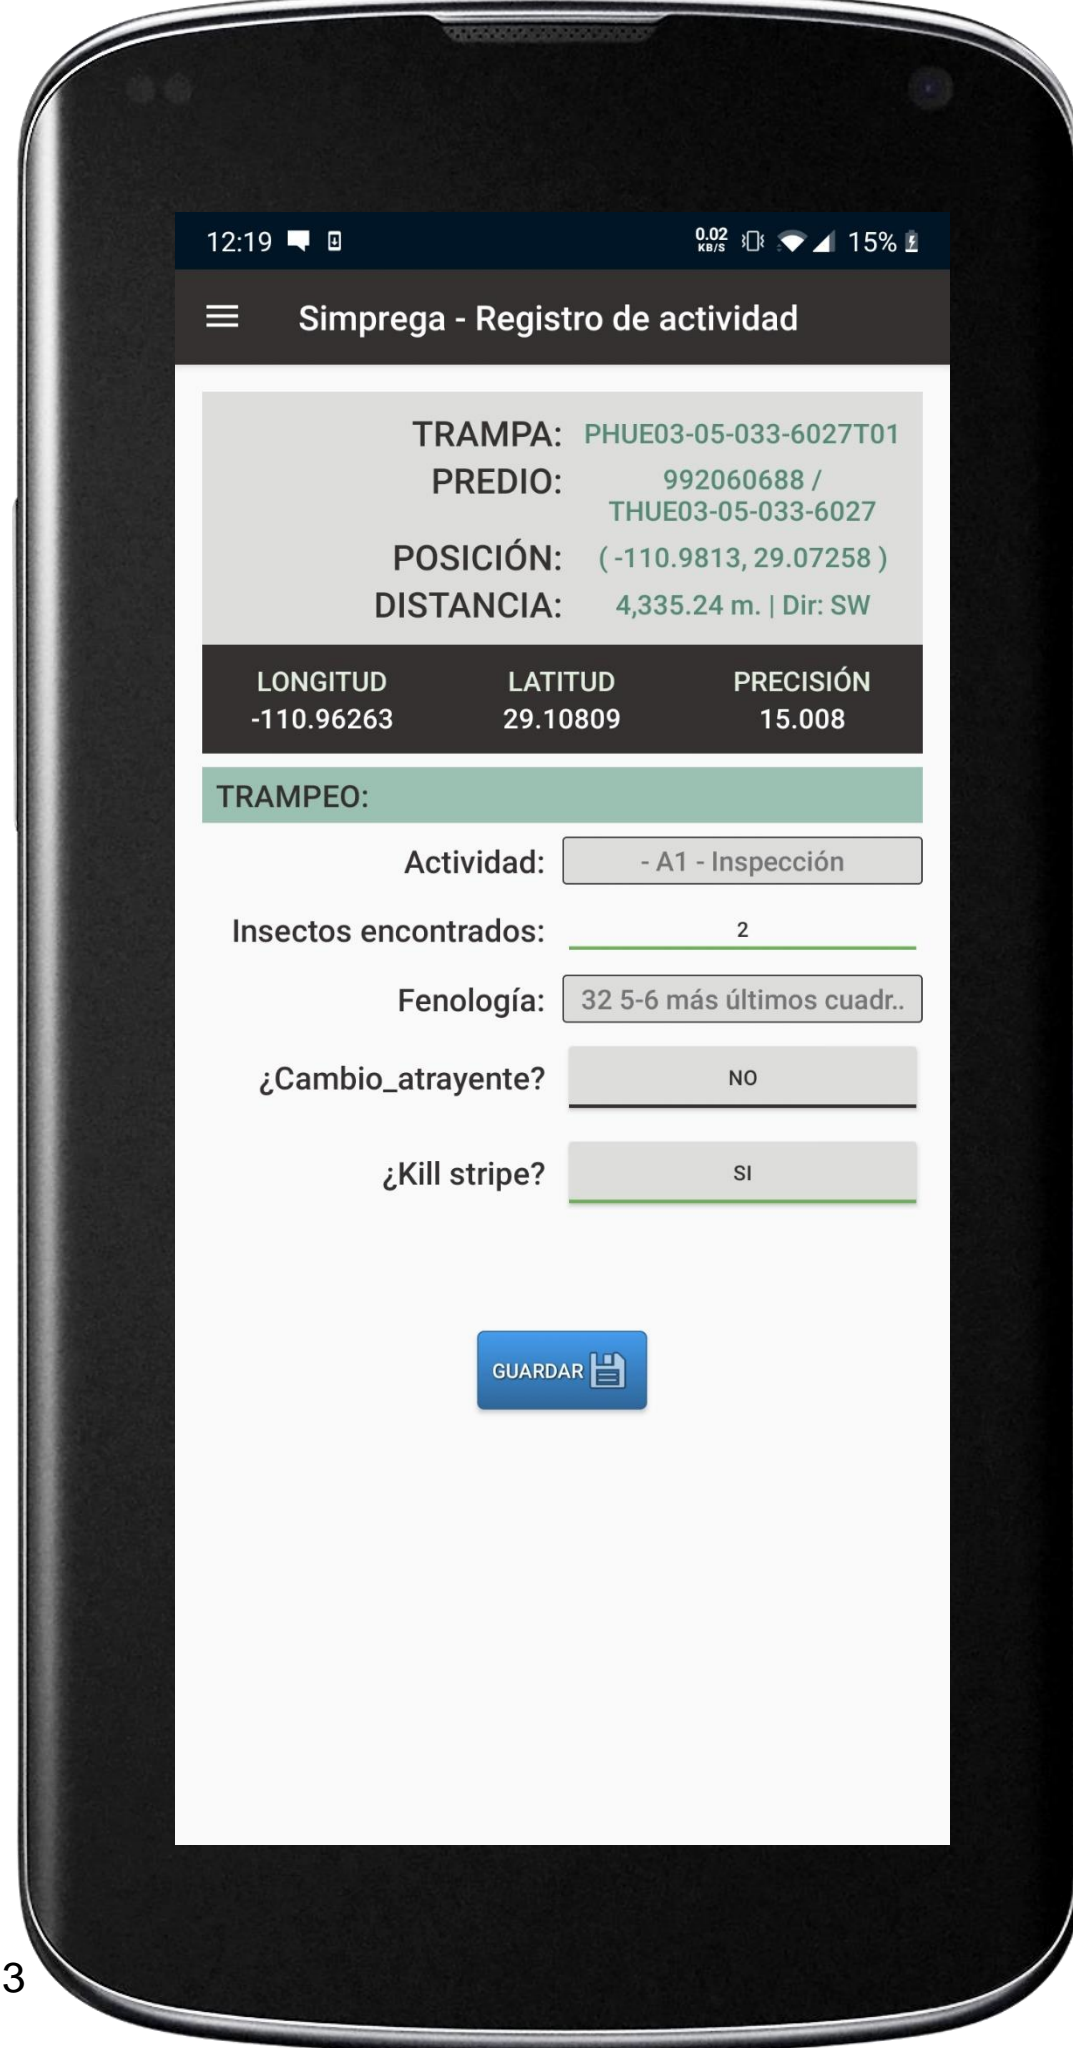 12:19 0.02 KB/S 15%
Simprega - Registro de actividad
TRAMPA: PHUE03-05-033-6027T01
PREDIO: 992060688 /
THUE03-05-033-6027
POSICIÓN: ( -110.9813, 29.07258 )
DISTANCIA: 4,335.24 m. | Dir: SW
LONGITUD LATITUD PRECISIÓN
-110.96263 29.10809 15.008
TRAMPEO:
Actividad: - A1 - Inspección
Insectos encontrados: 2
Fenología: 32 5-6 más últimos cuadr..
¿Cambio_atrayente? NO
¿Kill stripe? SI
GUARDAR
3